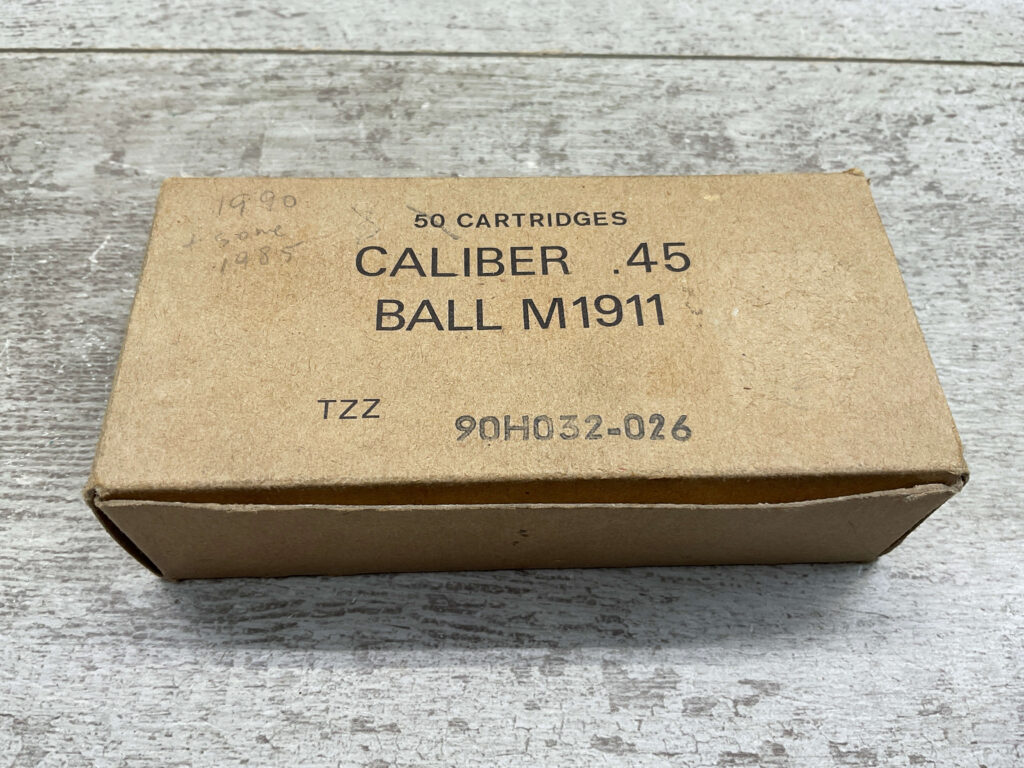 1990
+ some
1985
50 CARTRIDGES
CALIBER .45
BALL M1911
TZZ
90H032-026